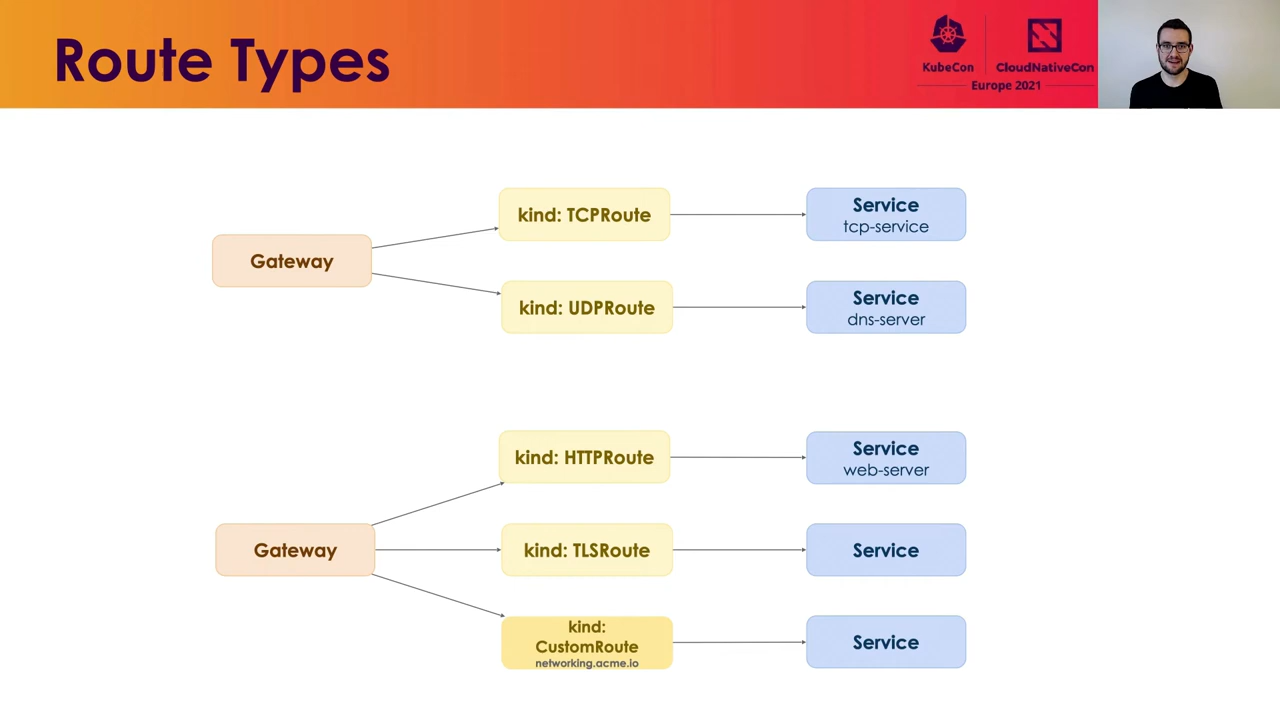 Route Types
KubeCon
CloudNativeCon
Europe 2021
Gateway
kind: TCPRoute
Service
tcp-service
kind: UDPRoute
Service
dns-server
Gateway
kind: HTTPRoute
Service
web-server
kind: TLSRoute
Service
kind:
CustomRoute
networking.acme.io
Service